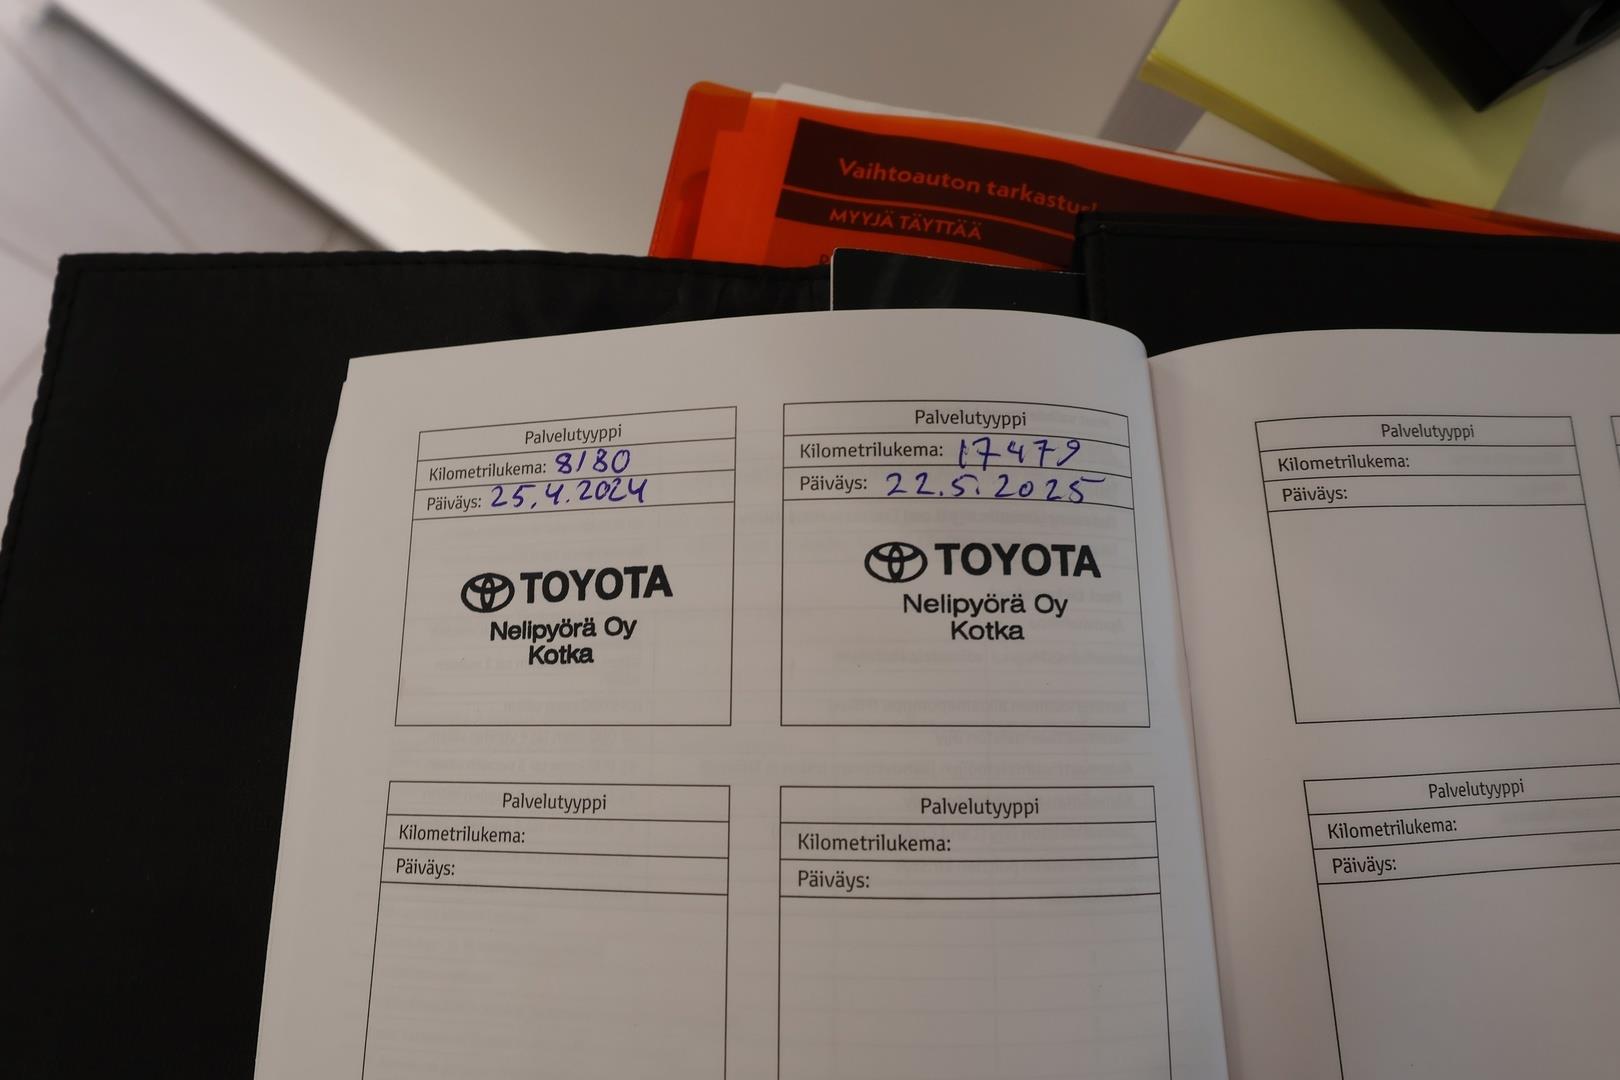 Vaihtoauton tarkastus
MYYJÄ TÄYTTÄÄ
Palvelutyyppi
Kilometrilukema: 8180
Päiväys: 25.4.2024
TOYOTA
Nelipyörä Oy
Kotka
Palvelutyyppi
Kilometrilukema: 17479
Päiväys: 22.5.2025
TOYOTA
Nelipyörä Oy
Kotka
Palvelutyyppi
Kilometrilukema:
Päiväys:
Palvelutyyppi
Kilometrilukema:
Päiväys:
Palvelutyyppi
Kilometrilukema:
Päiväys:
Palvelutyyppi
Kilometrilukema:
Päiväys: